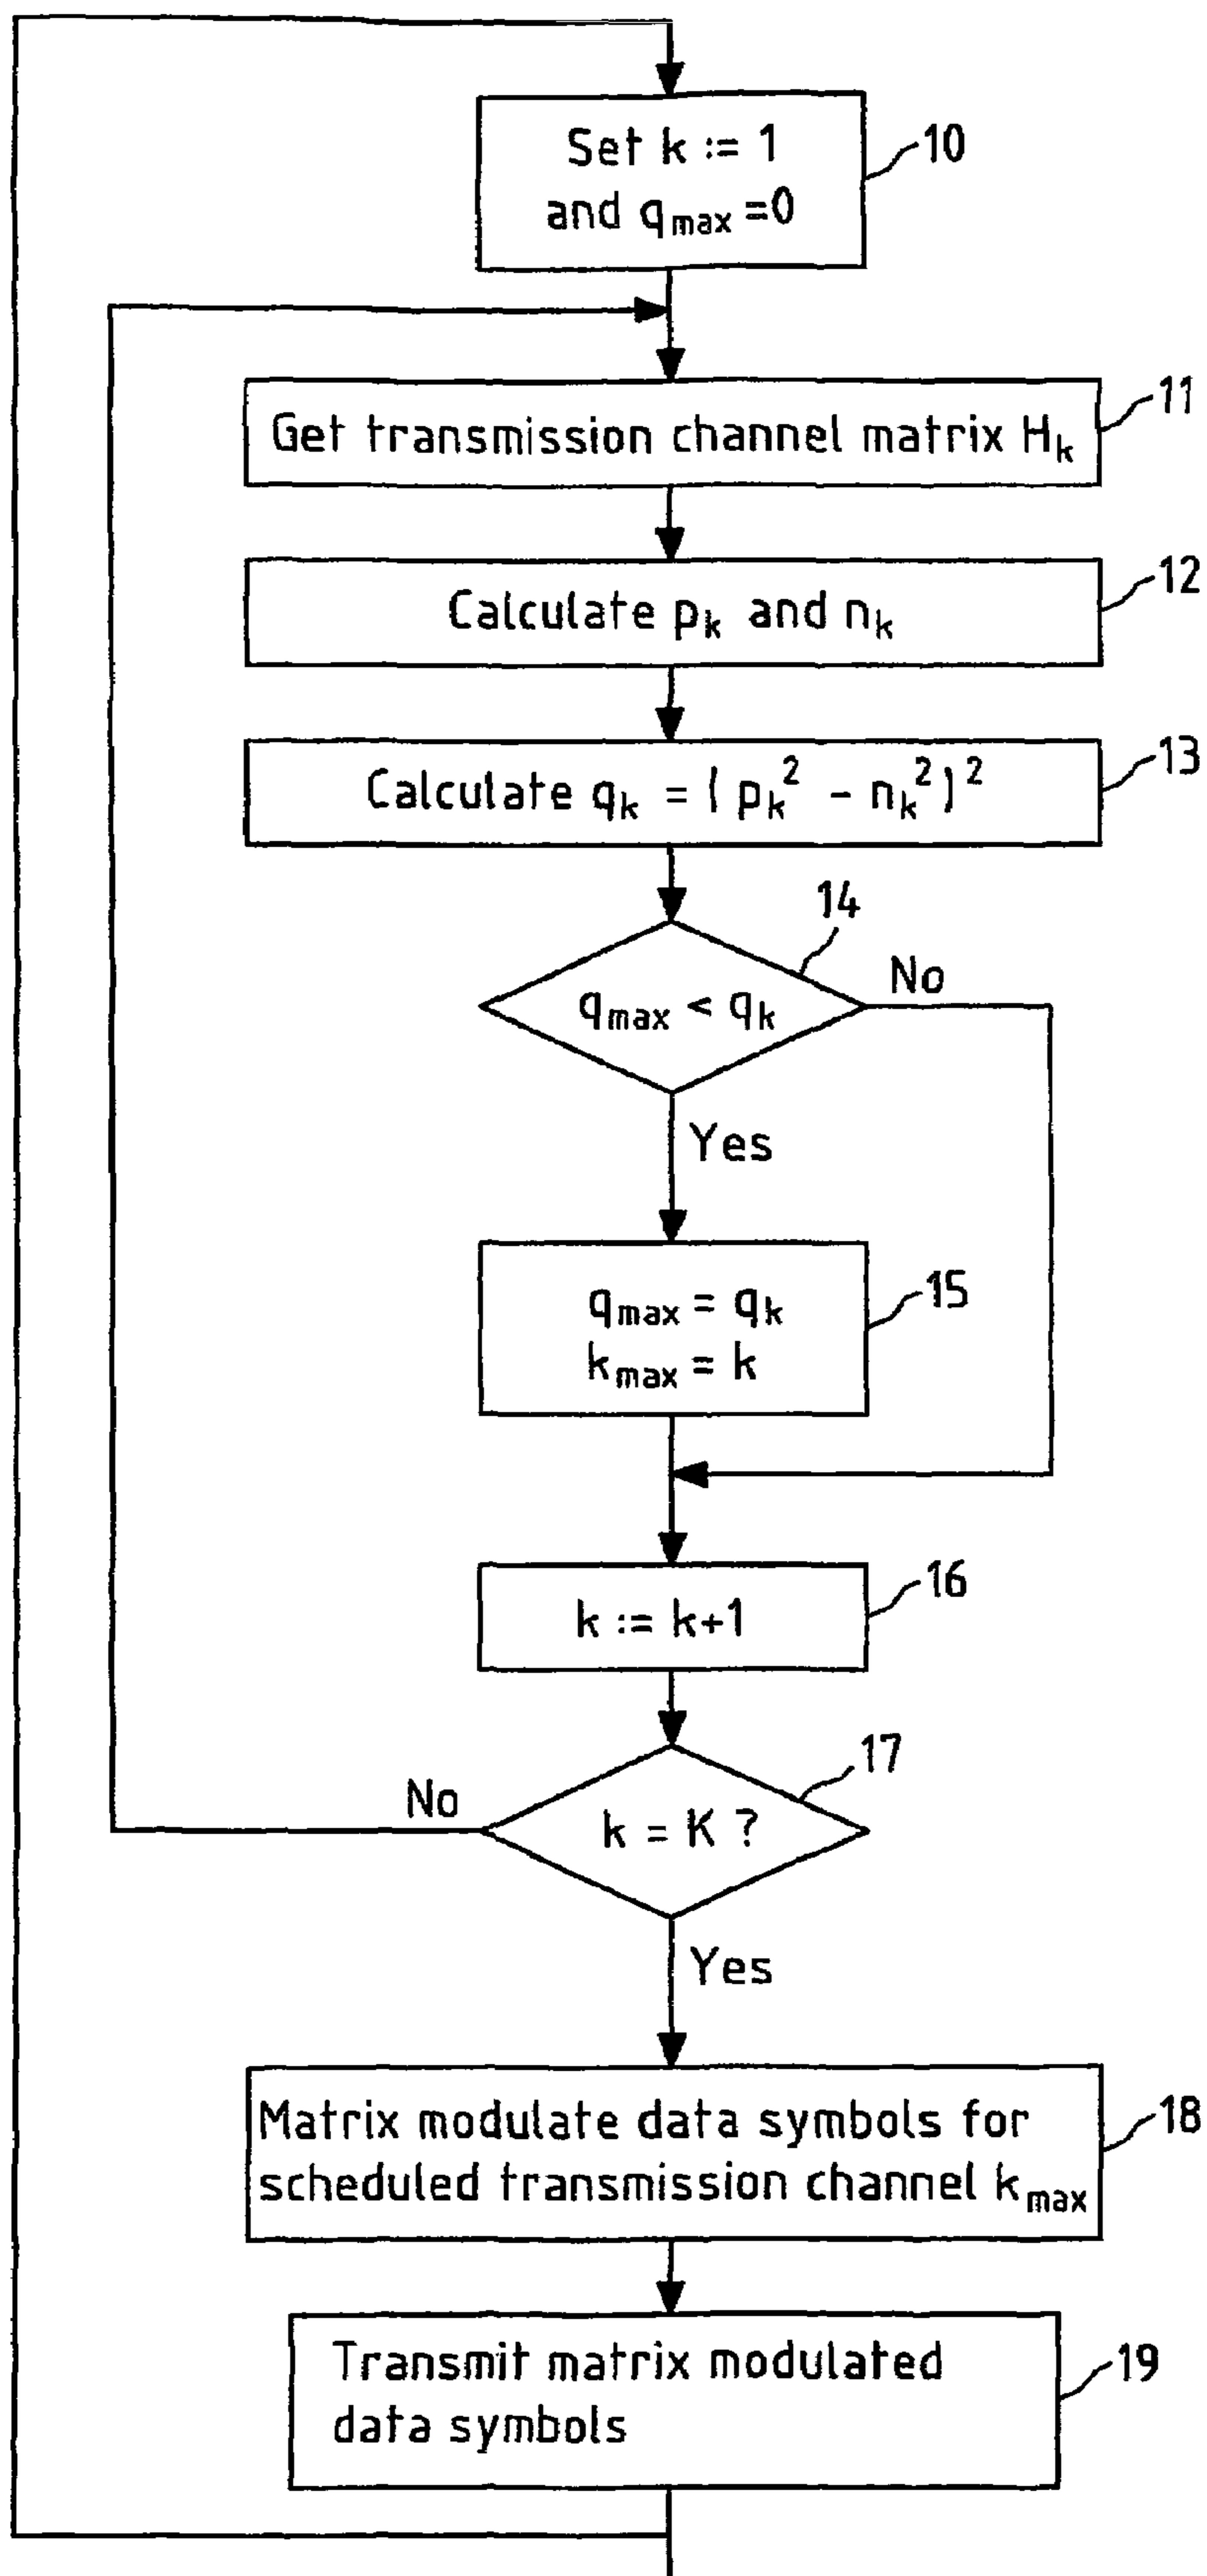 Set k := 1
and qmax =0
10
Get transmission channel matrix Hk
11
Calculate pk and nk
12
Calculate qk = ( pk² - nk² )²
13
14
qmax < qk
No
Yes
qmax = qk
kmax = k
15
k := k+1
16
17
No
k = K ?
Yes
Matrix modulate data symbols for
scheduled transmission channel kmax
18
Transmit matrix modulated
data symbols
19